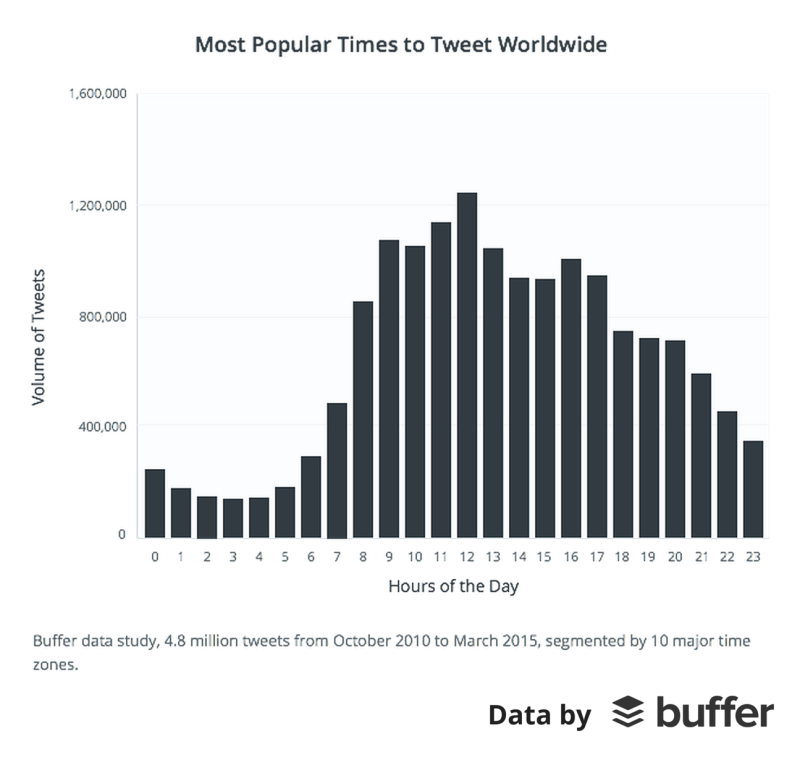 Most Popular Times to Tweet Worldwide
1,600,000
1,200,000
800,000
400,000
0
Volume of Tweets
0 1 2 3 4 5 6 7 8 9 10 11 12 13 14 15 16 17 18 19 20 21 22 23
Hours of the Day
Buffer data study, 4.8 million tweets from October 2010 to March 2015, segmented by 10 major time
zones.
Data by buffer